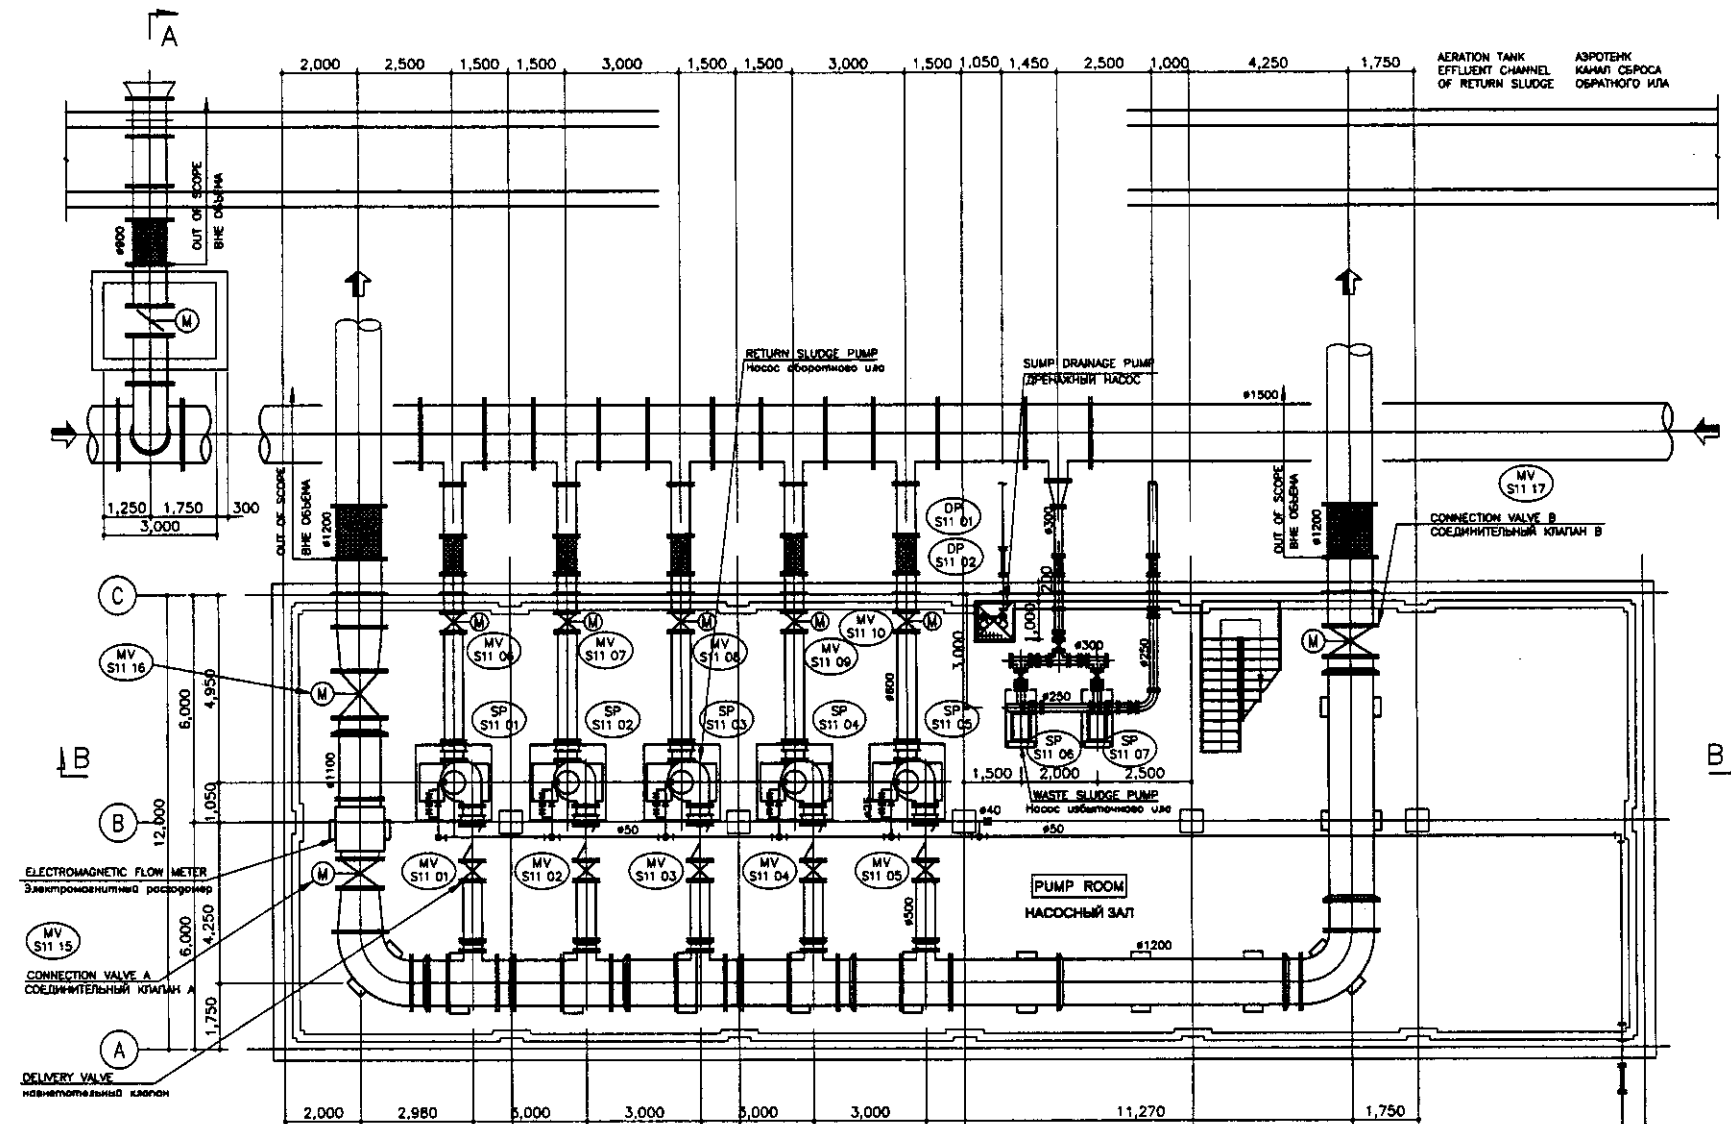 A
2,000 2,500 1,500 1,500 3,000 1,500 1,500 3,000 1,500 1,050 1,450 2,500 1,000 4,250 1,750
AERATION TANK
EFFLUENT CHANNEL
OF RETURN SLUDGE
АЭРОТЕНК
КАНАЛ СБРОСА
ОБРАТНОГО ИЛА
OUT OF SCOPE
ВНЕ ОБЪЕМА
ø900
M
RETURN SLUDGE PUMP
Насос оборотного ила
SUMP DRAINAGE PUMP
ДРЕНАЖНЫЙ НАСОС
ø1500
1,250 1,750 300
3,000
OUT OF SCOPE
ВНЕ ОБЪЕМА
ø1200
DP
S11 01
DP
S11 02
ø300
OUT OF SCOPE
ВНЕ ОБЪЕМА
ø1200
MV
S11 17
CONNECTION VALVE B
СОЕДИНИТЕЛЬНЫЙ КЛАПАН B
C
200
1,000
3,000
M M M M M M
MV
S11 06
MV
S11 07
MV
S11 08
MV
S11 09
MV
S11 10
ø300
ø250
ø250
ø600
MV
S11 16
M
6,000
4,950
SP
S11 01
SP
S11 02
SP
S11 03
SP
S11 04
SP
S11 05
SP
S11 06
SP
S11 07
B
B
ø1100
1,500 2,000 2,500
WASTE SLUDGE PUMP
Насос избыточного ила
12,000
1,050
B
ø50
ø25
ø40
ø50
ELECTROMAGNETIC FLOW METER
Электромагнитный расходомер
M
MV
S11 01
MV
S11 02
MV
S11 03
MV
S11 04
MV
S11 05
PUMP ROOM
НАСОСНЫЙ ЗАЛ
ø500
ø1200
6,000
4,250
MV
S11 15
CONNECTION VALVE A
СОЕДИНИТЕЛЬНЫЙ КЛАПАН A
1,750
A
DELIVERY VALVE
2,000 2,980 3,000 3,000 3,000 3,000 11,270 1,750